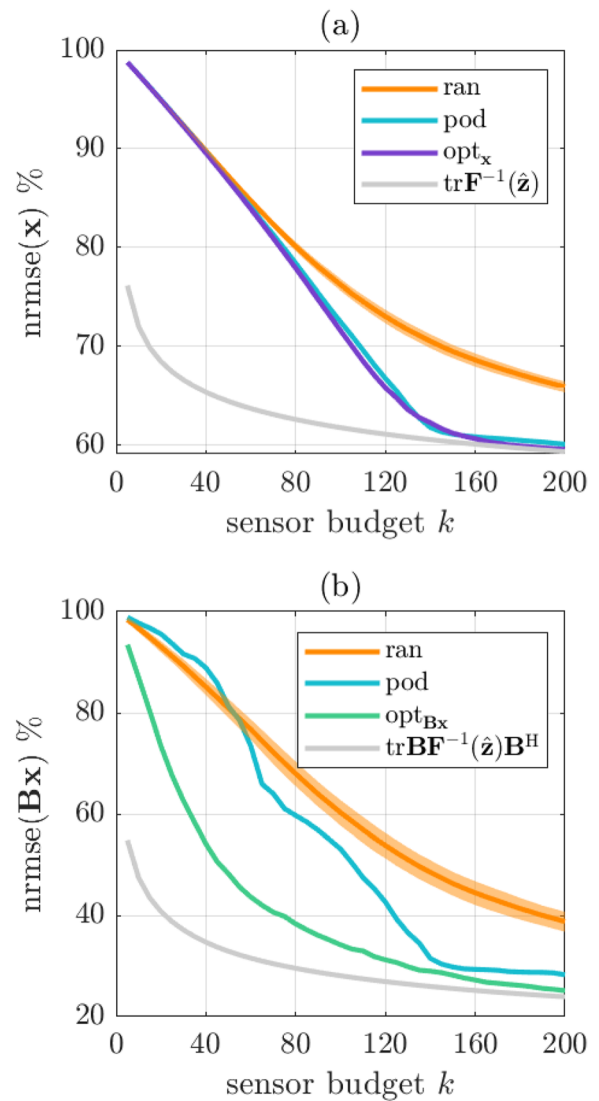 (a)
100
90
80
70
60
nrmse(x) %
ran
pod
opt_x
trF⁻¹(ẑ)
0 40 80 120 160 200
sensor budget k
(b)
100
80
60
40
20
nrmse(Bx) %
ran
pod
opt_Bx
trBF⁻¹(ẑ)Bᴴ
0 40 80 120 160 200
sensor budget k